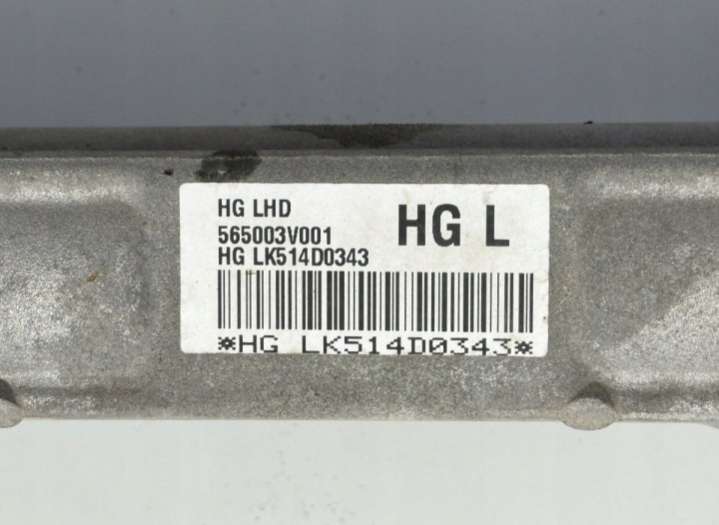 HG LHD
HG L
565003V001
HG LK514D0343
*HG LK514D0343*